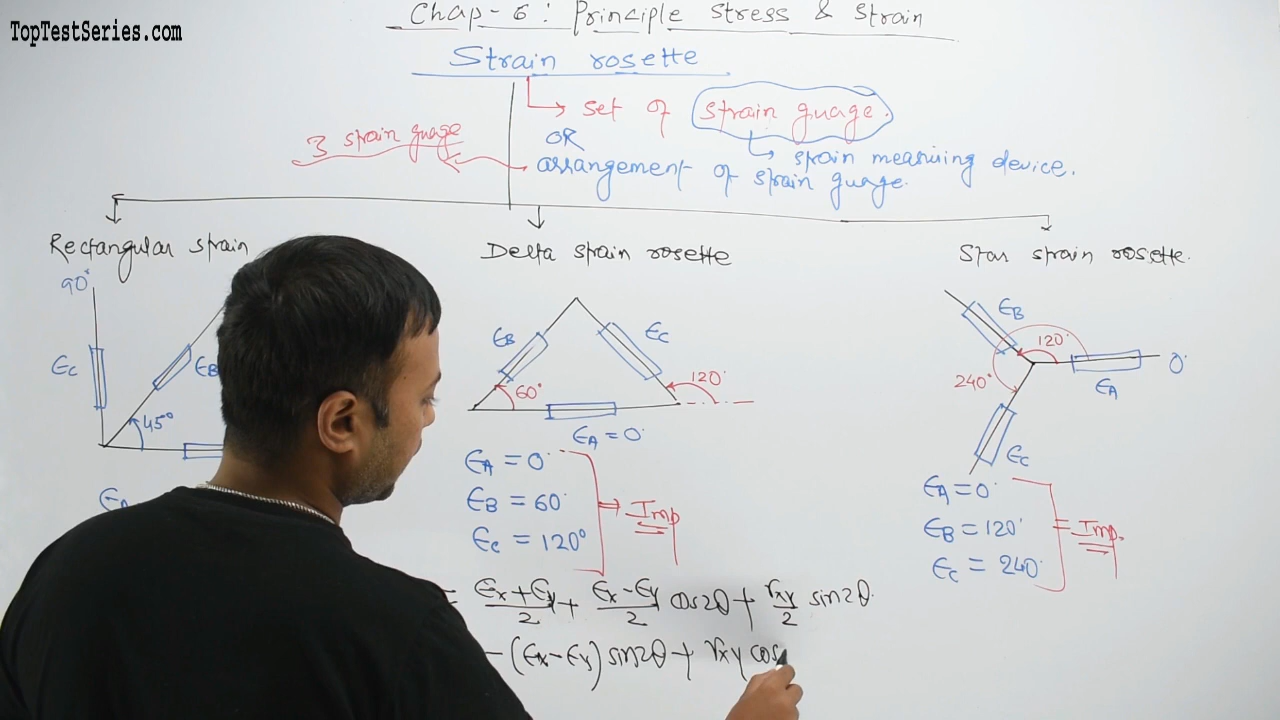 Chap-6: Principle Stress & Strain
TopTestSeries.com
Strain rosette
set of strain guage.
3 strain guage
OR
strain measuring device.
arrangement of strain guage.
Rectangular strain
Delta strain rosette
Star strain rosette.
90°
ϵC
ϵB
45°
ϵB
ϵC
60°
120°
ϵA = 0°
ϵB
120°
0°
240°
ϵA
ϵC
ϵA = 0°
ϵB = 60°
ϵC = 120°
Imp
ϵA = 0°
ϵB = 120°
ϵC = 240°
Imp.
= ϵx+ϵy/2 + ϵx-ϵy/2 cos2θ + γxy/2 sin2θ.
-(ϵx-ϵy) sin2θ + γxy cos